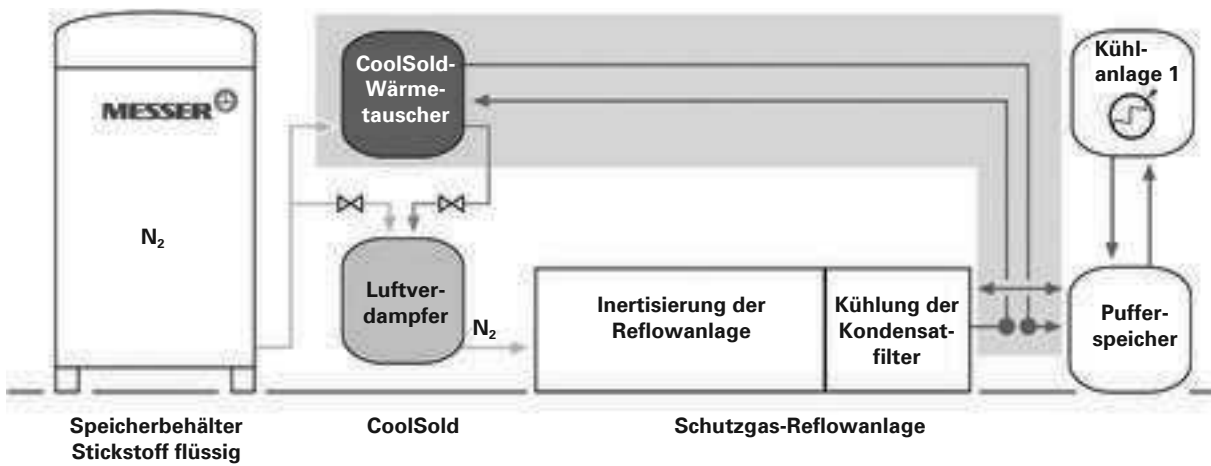 MESSER
N₂
Speicherbehälter
Stickstoff flüssig
CoolSold-
Wärme-
tauscher
Luftver-
dampfer
N₂
CoolSold
Inertisierung der
Reflowanlage
Kühlung der
Kondensat-
filter
Schutzgas-Reflowanlage
Kühl-
anlage 1
Puffer-
speicher